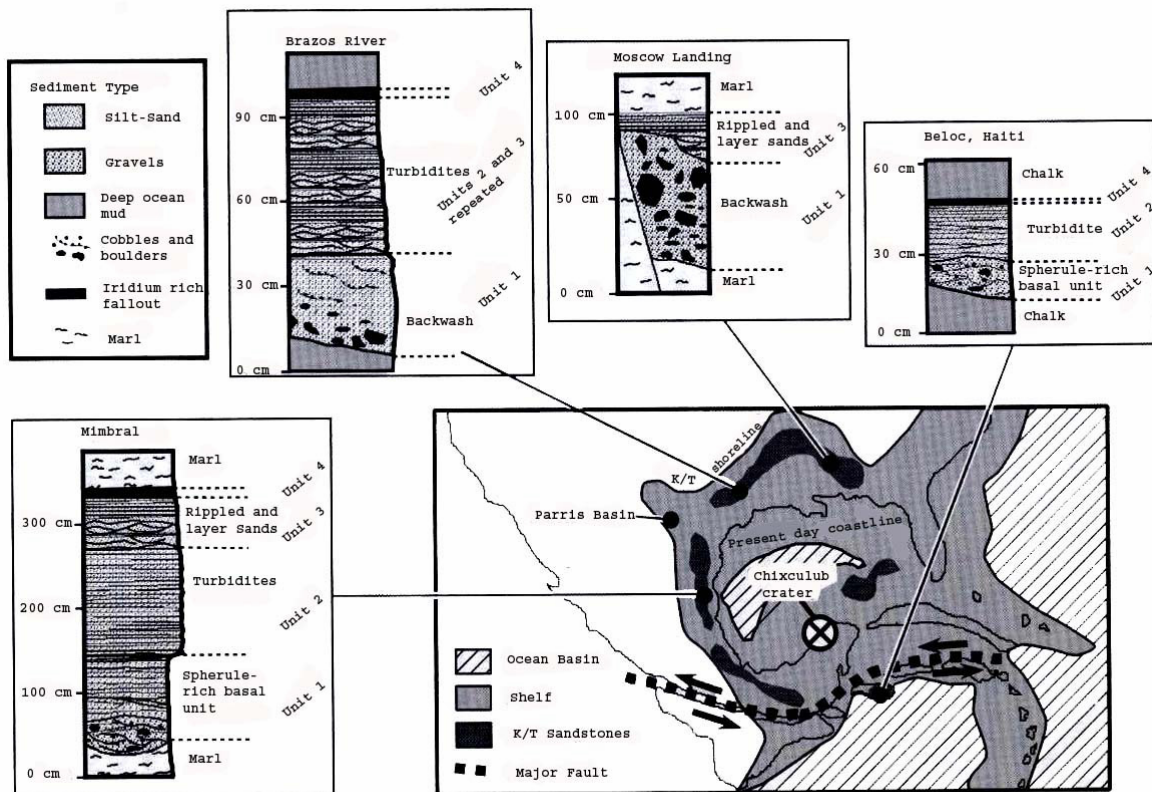 Sediment Type
Silt-Sand
Gravels
Deep ocean
mud
Cobbles and
boulders
Iridium rich
fallout
Marl
Brazos River
90 cm
60 cm
30 cm
0 cm
Unit 4
Turbidites
Units 2 and 3
repeated
Unit 1
Backwash
Moscow Landing
100 cm
50 cm
0 cm
Marl
Rippled and
layer sands
Unit 3
Backwash
Unit 1
Marl
Beloc, Haiti
60 cm
30 cm
0 cm
Chalk
Unit 4
Turbidite
Unit 2
Spherule-rich
basal unit
Unit 1
Chalk
Mimbral
300 cm
200 cm
100 cm
0 cm
Marl
Unit 4
Rippled and
layer Sands
Unit 3
Turbidites
Unit 2
Spherule-
rich basal
unit
Unit 1
Marl
K/T shoreline
Parris Basin
Present day coastline
Chixculub
crater
Ocean Basin
Shelf
K/T Sandstones
Major Fault